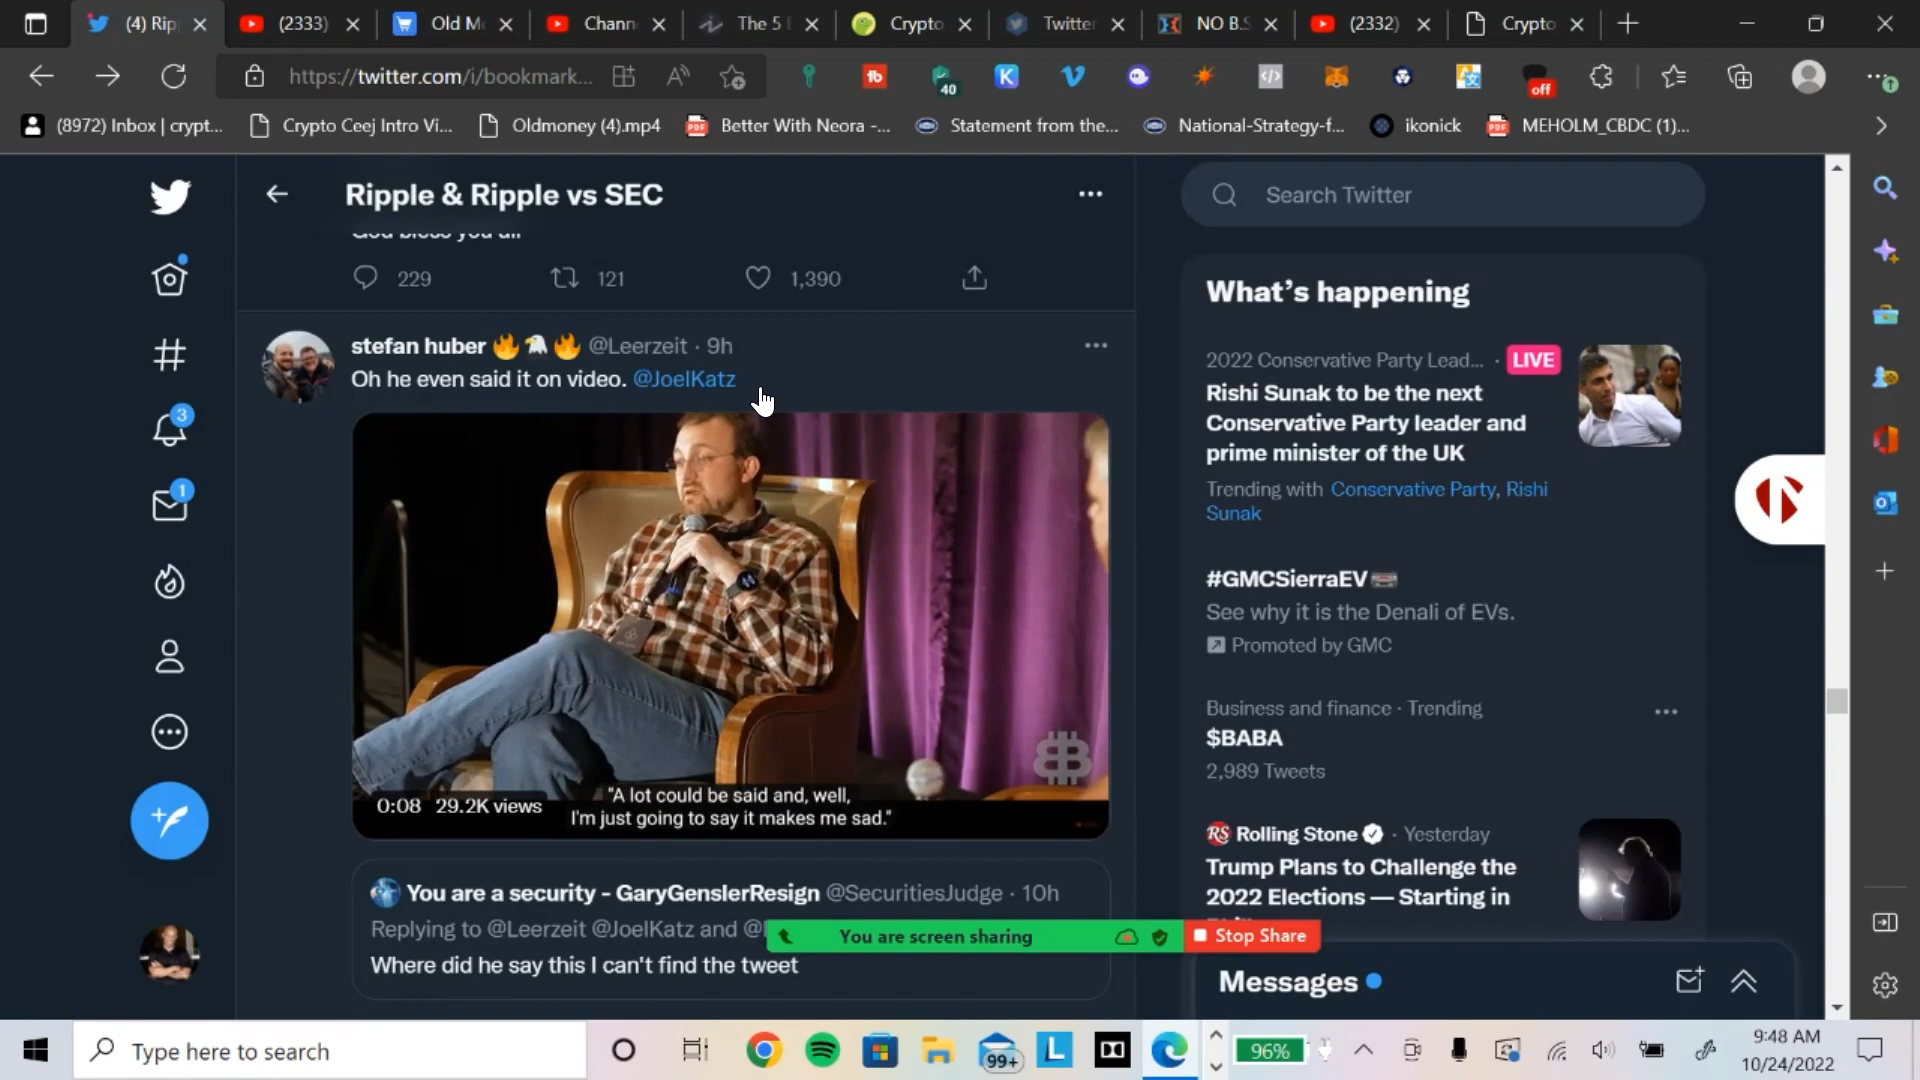 (4) Rip
(2333)
Old M
Chann
The 5
Crypto
Twitter
NO B.S
(2332)
Crypto
https://twitter.com/i/bookmark...
40
off
(8972) Inbox | crypt...
Crypto Ceej Intro Vi...
Oldmoney (4).mp4
Better With Neora -...
Statement from the...
National-Strategy-f...
ikonick
MEHOLM_CBDC (1)...
Ripple & Ripple vs SEC
God bless you all
229
121
1,390
stefan huber 🔥🦅🔥 @Leerzeit · 9h
Oh he even said it on video. @JoelKatz
"A lot could be said and, well,
I'm just going to say it makes me sad."
0:08 29.2K views
You are a security - GaryGenslerResign @SecuritiesJudge · 10h
Replying to @Leerzeit @JoelKatz and @
Where did he say this I can't find the tweet
You are screen sharing
Stop Share
3
1
Search Twitter
What's happening
2022 Conservative Party Lead... · LIVE
Rishi Sunak to be the next
Conservative Party leader and
prime minister of the UK
Trending with Conservative Party, Rishi
Sunak
#GMCSierraEV
See why it is the Denali of EVs.
Promoted by GMC
Business and finance · Trending
$BABA
2,989 Tweets
RS Rolling Stone · Yesterday
Trump Plans to Challenge the
2022 Elections — Starting in
Messages
Type here to search
99+
L
96%
9:48 AM
10/24/2022